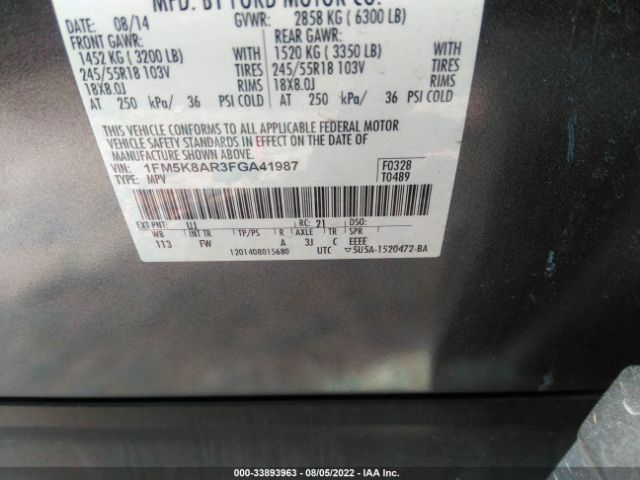 MFD. BY FORD MOTOR CO.
DATE: 08/14 GVWR: 2858 KG ( 6300 LB)
FRONT GAWR: REAR GAWR:
1452 KG ( 3200 LB) WITH 1520 KG ( 3350 LB) WITH
245/55R18 103V TIRES 245/55R18 103V TIRES
18X8.0J RIMS 18X8.0J RIMS
AT 250 kPa/ 36 PSI COLD AT 250 kPa/ 36 PSI COLD
THIS VEHICLE CONFORMS TO ALL APPLICABLE FEDERAL MOTOR
VEHICLE SAFETY STANDARDS IN EFFECT ON THE DATE OF
MANUFACTURE SHOWN ABOVE.
VIN: 1FM5K8AR3FGA41987 F0328
TYPE: MPV T0489
EXT PNT: UJ RC: 21 DSO:
WB INT TR TP/PS R AXLE TR SPR
113 FW A 3J C EEEE
1201408015680 UTC 5U5A-1520472-BA
000-33893963 - 08/05/2022 - IAA Inc.